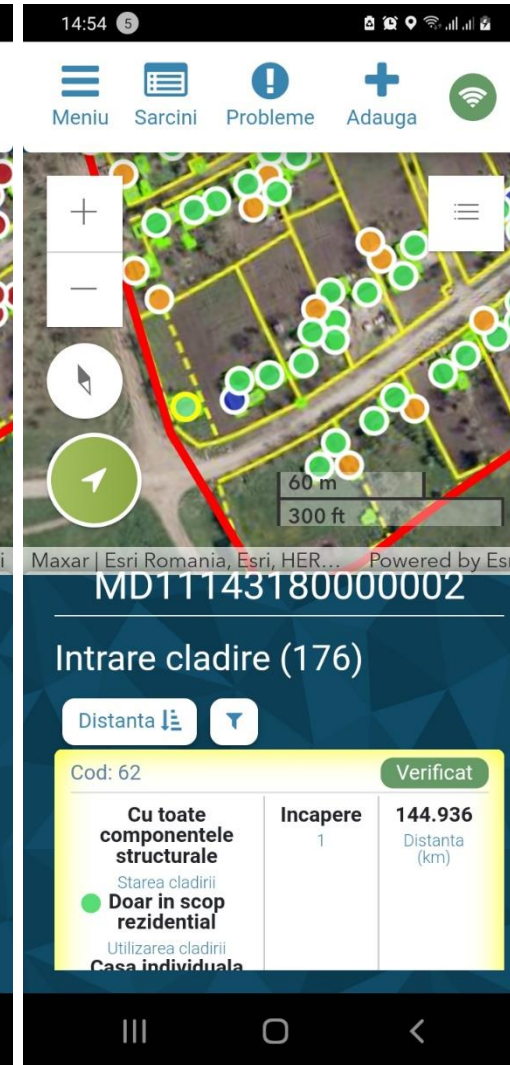 14:54 5
Meniu Sarcini Probleme Adauga
60 m
300 ft
Maxar | Esri Romania, Esri, HER... Powered by Esr
MD11143180000002
Intrare cladire (176)
Distanta
Cod: 62 Verificat
Cu toate componentele structurale
Starea cladirii
Doar in scop rezidential
Utilizarea cladirii
Casa individuala
Incapere
1
144.936
Distanta (km)